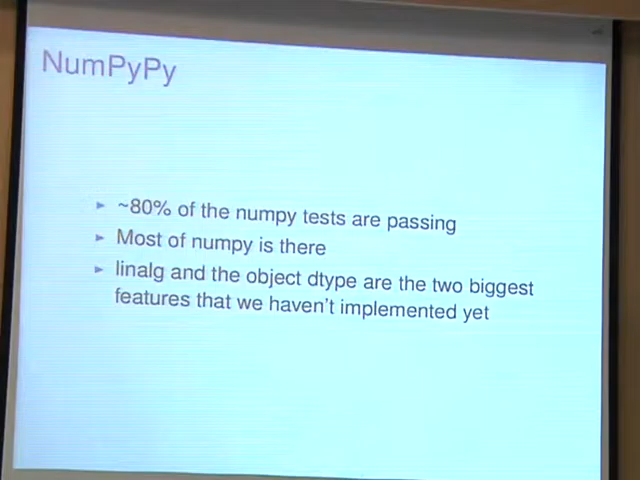 NumPyPy
~80% of the numpy tests are passing
Most of numpy is there
linalg and the object dtype are the two biggest
features that we haven't implemented yet